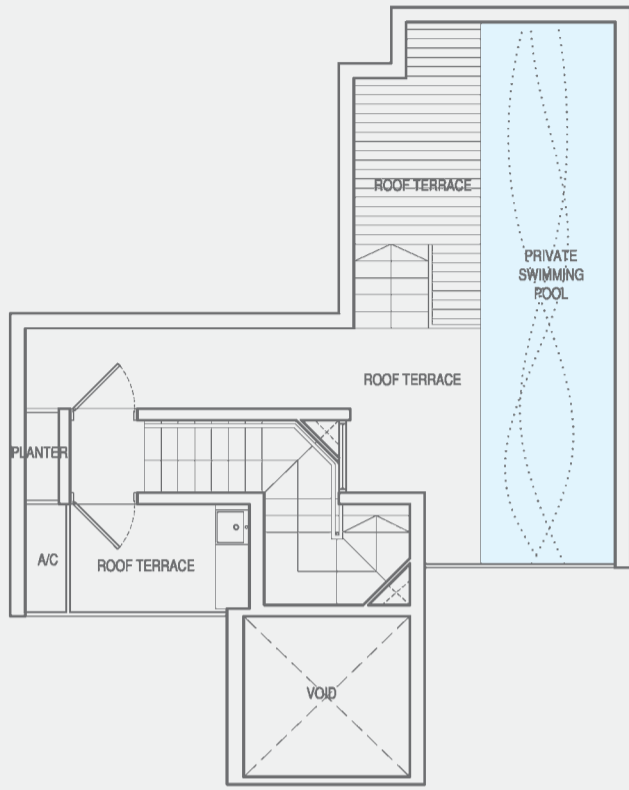 ROOF TERRACE
PRIVATE
SWIMMING
POOL
ROOF TERRACE
PLANTER
A/C
ROOF TERRACE
VOID